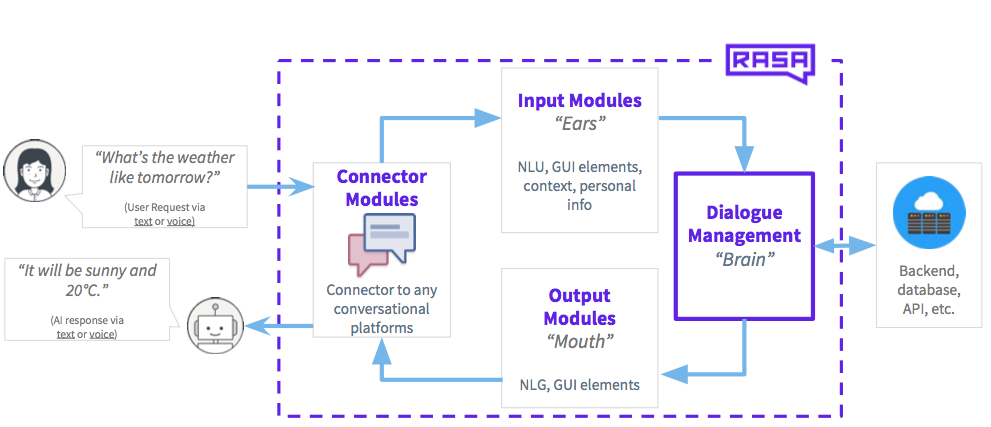 RASA
“What’s the weather
like tomorrow?”
(User Request via
text or voice)
“It will be sunny and
20°C.”
(AI response via
text or voice)
Connector
Modules
Connector to any
conversational
platforms
Input Modules
“Ears”
NLU, GUI elements,
context, personal
info
Dialogue
Management
“Brain”
Output
Modules
“Mouth”
NLG, GUI elements
Backend,
database,
API, etc.